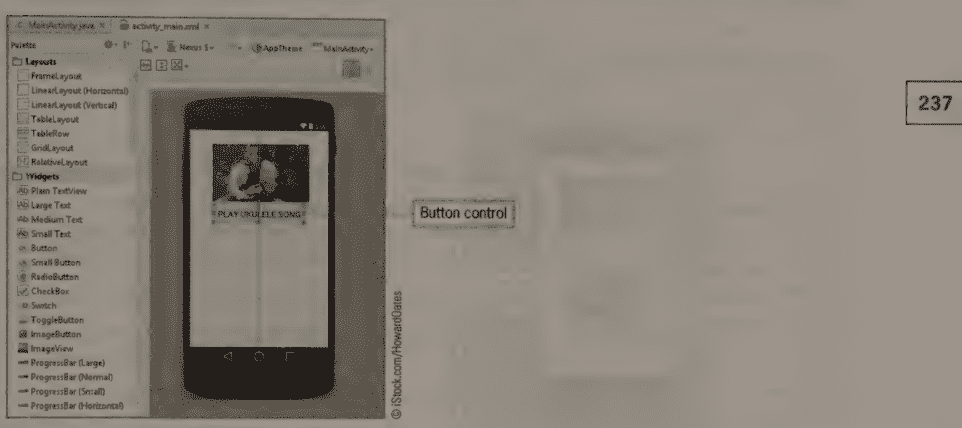 MainActivity.java × activity_main.xml ×
Palette Nexus 5 AppTheme MainActivity
Layouts
FrameLayout
LinearLayout (Horizontal)
LinearLayout (Vertical)
TableLayout
TableRow
GridLayout
RelativeLayout
Widgets
Plain TextView
Large Text
Medium Text
Small Text
Button
Small Button
RadioButton
CheckBox
Switch
ToggleButton
ImageButton
ImageView
ProgressBar (Large)
ProgressBar (Normal)
ProgressBar (Small)
ProgressBar (Horizontal)
PLAY UKULELE SONG
Button control
© iStock.com/HowardOates
237